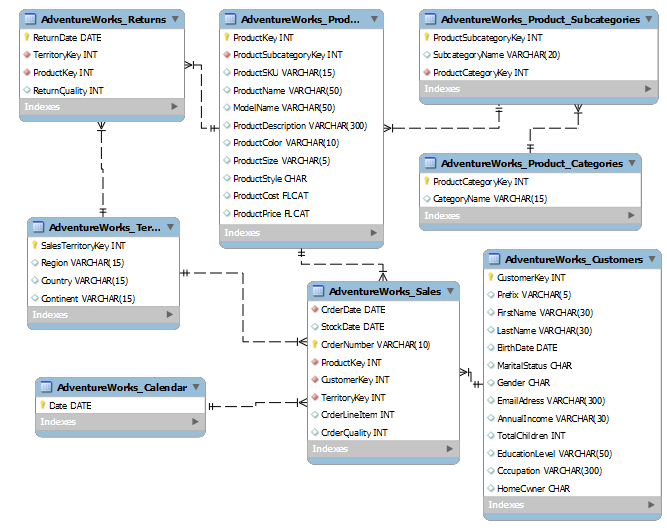 AdventureWorks_Returns
ReturnDate DATE
TerritoryKey INT
ProductKey INT
ReturnQuality INT
Indexes
AdventureWorks_Prod...
ProductKey INT
ProductSubcategoryKey INT
ProductSKU VARCHAR(15)
ProductName VARCHAR(50)
ModelName VARCHAR(50)
ProductDescription VARCHAR(300)
ProductColor VARCHAR(10)
ProductSize VARCHAR(5)
ProductStyle CHAR
ProductCost FLOAT
ProductPrice FLOAT
Indexes
AdventureWorks_Product_Subcategories
ProductSubcategoryKey INT
SubcategoryName VARCHAR(20)
ProductCategoryKey INT
Indexes
AdventureWorks_Product_Categories
ProductCategoryKey INT
CategoryName VARCHAR(15)
Indexes
AdventureWorks_Ter...
SalesTerritoryKey INT
Region VARCHAR(15)
Country VARCHAR(15)
Continent VARCHAR(15)
Indexes
AdventureWorks_Sales
OrderDate DATE
StockDate DATE
OrderNumber VARCHAR(10)
ProductKey INT
CustomerKey INT
TerritoryKey INT
OrderLineItem INT
OrderQuality INT
Indexes
AdventureWorks_Customers
CustomerKey INT
Prefix VARCHAR(5)
FirstName VARCHAR(30)
LastName VARCHAR(30)
BirthDate DATE
MaritalStatus CHAR
Gender CHAR
EmailAdress VARCHAR(300)
AnnualIncome VARCHAR(30)
TotalChildren INT
EducationLevel VARCHAR(50)
Occupation VARCHAR(300)
HomeOwner CHAR
Indexes
AdventureWorks_Calendar
Date DATE
Indexes